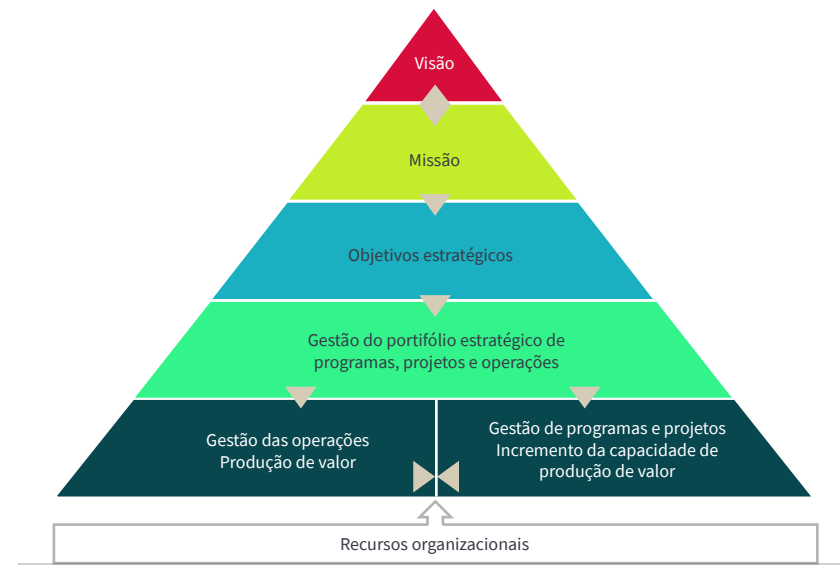 Visão
Missão
Objetivos estratégicos
Gestão do portifólio estratégico de
programas, projetos e operações
Gestão das operações
Produção de valor
Gestão de programas e projetos
Incremento da capacidade de
produção de valor
Recursos organizacionais